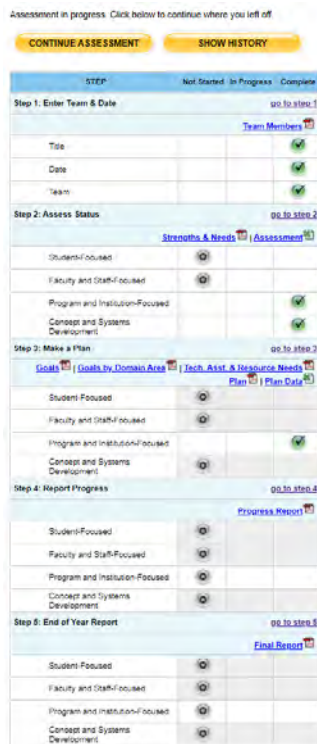 Assessment in progress. Click below to continue where you left off.
CONTINUE ASSESSMENT SHOW HISTORY
STEP Not Started In Progress Complete
Step 1: Enter Team & Date go to step 1
Team Members
Title
Date
Team
Step 2: Assess Status go to step 2
Strengths & Needs | Assessment
Student-Focused
Faculty and Staff-Focused
Program and Institution-Focused
Concept and Systems
Development
Step 3: Make a Plan go to step 3
Goals | Goals by Domain Area | Tech. Asst. & Resource Needs
Plan | Plan Data
Student-Focused
Faculty and Staff-Focused
Program and Institution-Focused
Concept and Systems
Development
Step 4: Report Progress go to step 4
Progress Report
Student-Focused
Faculty and Staff-Focused
Program and Institution-Focused
Concept and Systems
Development
Step 5: End of Year Report go to step 5
Final Report
Student-Focused
Faculty and Staff-Focused
Program and Institution-Focused
Concept and Systems
Development